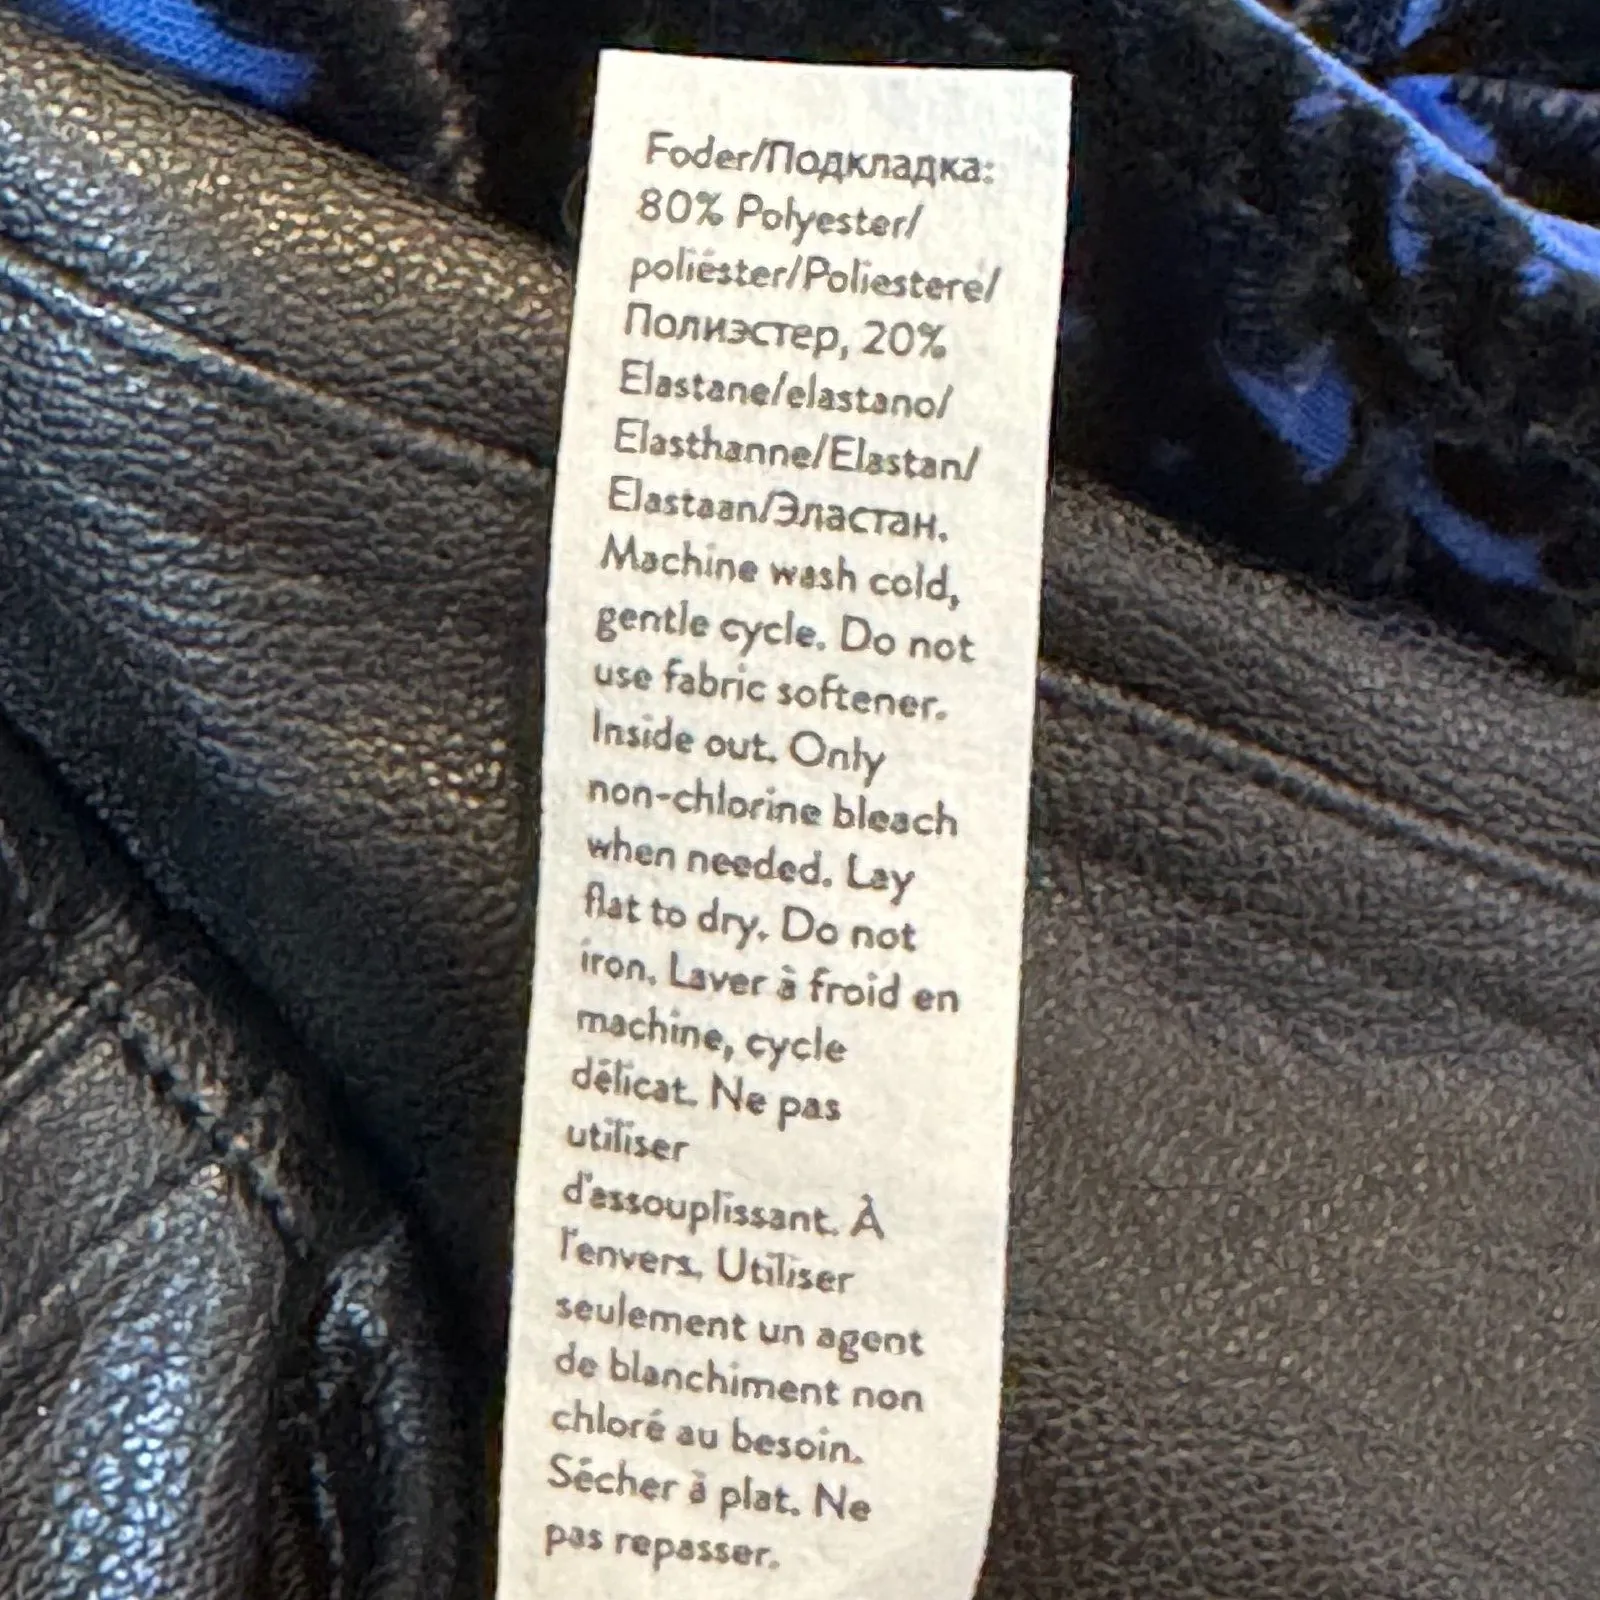 Foder/Подкладка:
80% Polyester/
poliéster/Poliestere/
Полиэстер, 20%
Elastane/elastano/
Elasthanne/Elastan/
Elastaan/Эластан.
Machine wash cold,
gentle cycle. Do not
use fabric softener.
Inside out. Only
non-chlorine bleach
when needed. Lay
flat to dry. Do not
iron. Laver à froid en
machine, cycle
délicat. Ne pas
utiliser
d'assouplissant. À
l'envers. Utiliser
seulement un agent
de blanchiment non
chloré au besoin.
Sécher à plat. Ne
pas repasser.